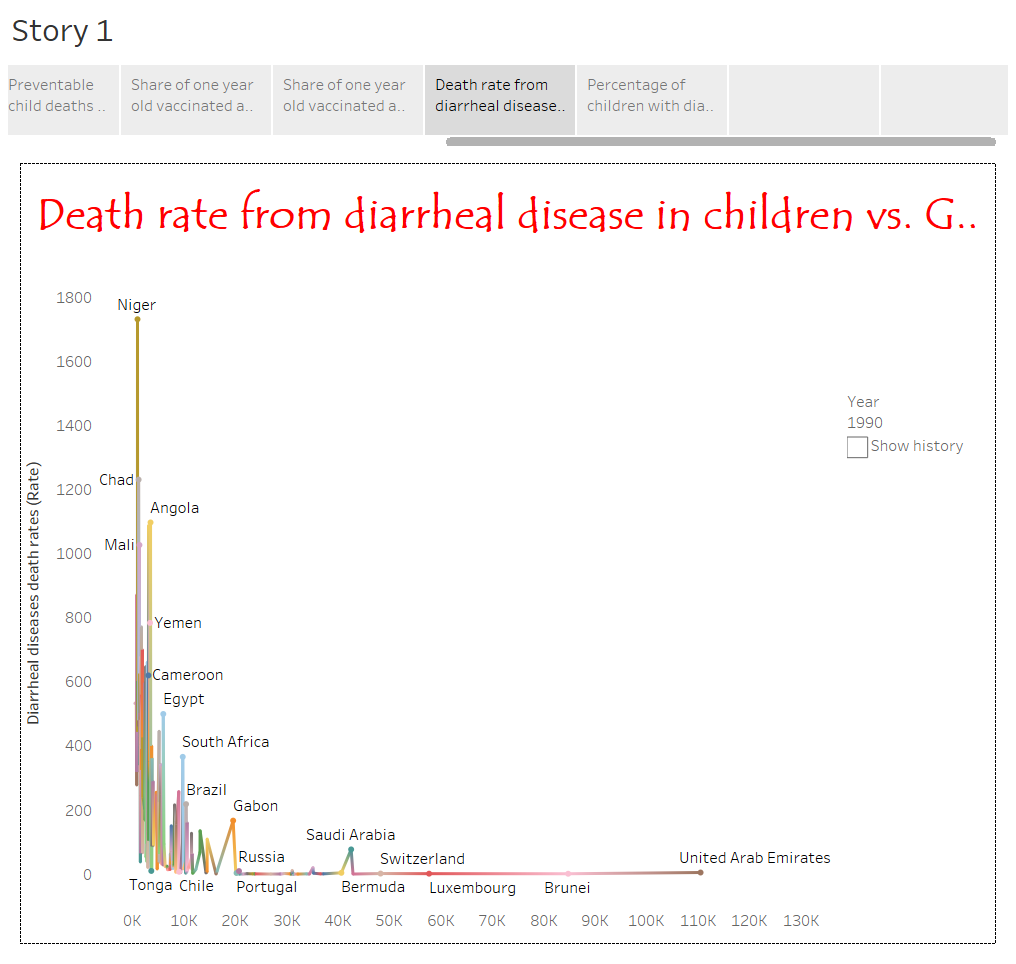 Story 1
Preventable
child deaths ..
Share of one year
old vaccinated a..
Share of one year
old vaccinated a..
Death rate from
diarrheal disease..
Percentage of
children with dia..
Death rate from diarrheal disease in children vs. G..
Diarrheal diseases death rates (Rate)
1800
1600
1400
1200
1000
800
600
400
200
0
Niger
Chad
Angola
Mali
Yemen
Cameroon
Egypt
South Africa
Brazil
Gabon
Saudi Arabia
Russia
Switzerland
United Arab Emirates
Tonga
Chile
Portugal
Bermuda
Luxembourg
Brunei
0K
10K
20K
30K
40K
50K
60K
70K
80K
90K
100K
110K
120K
130K
Year
1990
Show history